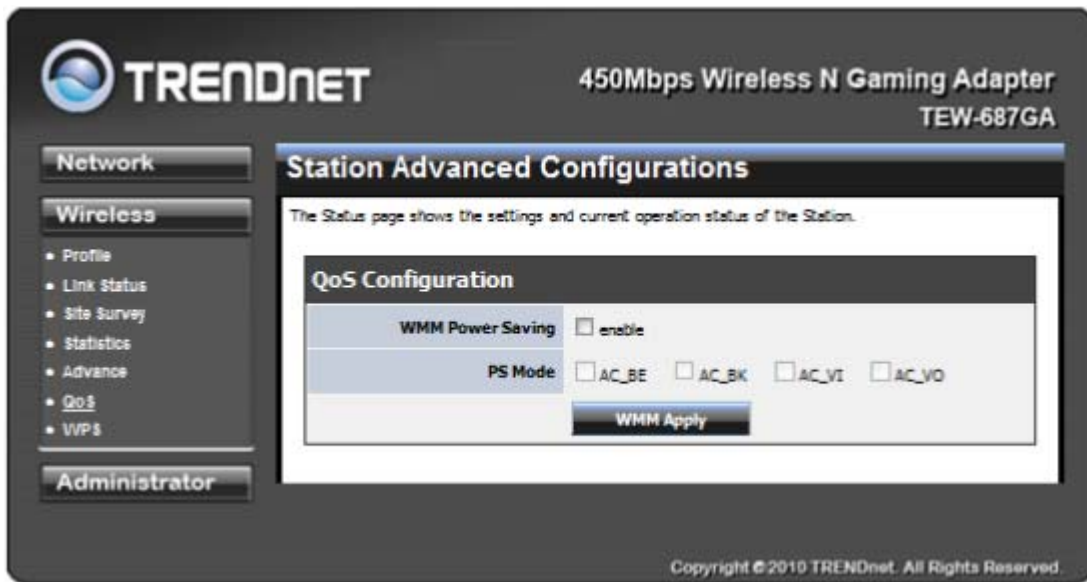 TRENDNET
450Mbps Wireless N Gaming Adapter
TEW-687GA
Network
Wireless
• Profile
• Link Status
• Site Survey
• Statistics
• Advance
• QoS
• WPS
Administrator
Station Advanced Configurations
The Status page shows the settings and current operation status of the Station.
QoS Configuration
WMM Power Saving enable
PS Mode AC_BE AC_BK AC_VI AC_VO
WMM Apply
Copyright © 2010 TRENDnet. All Rights Reserved.